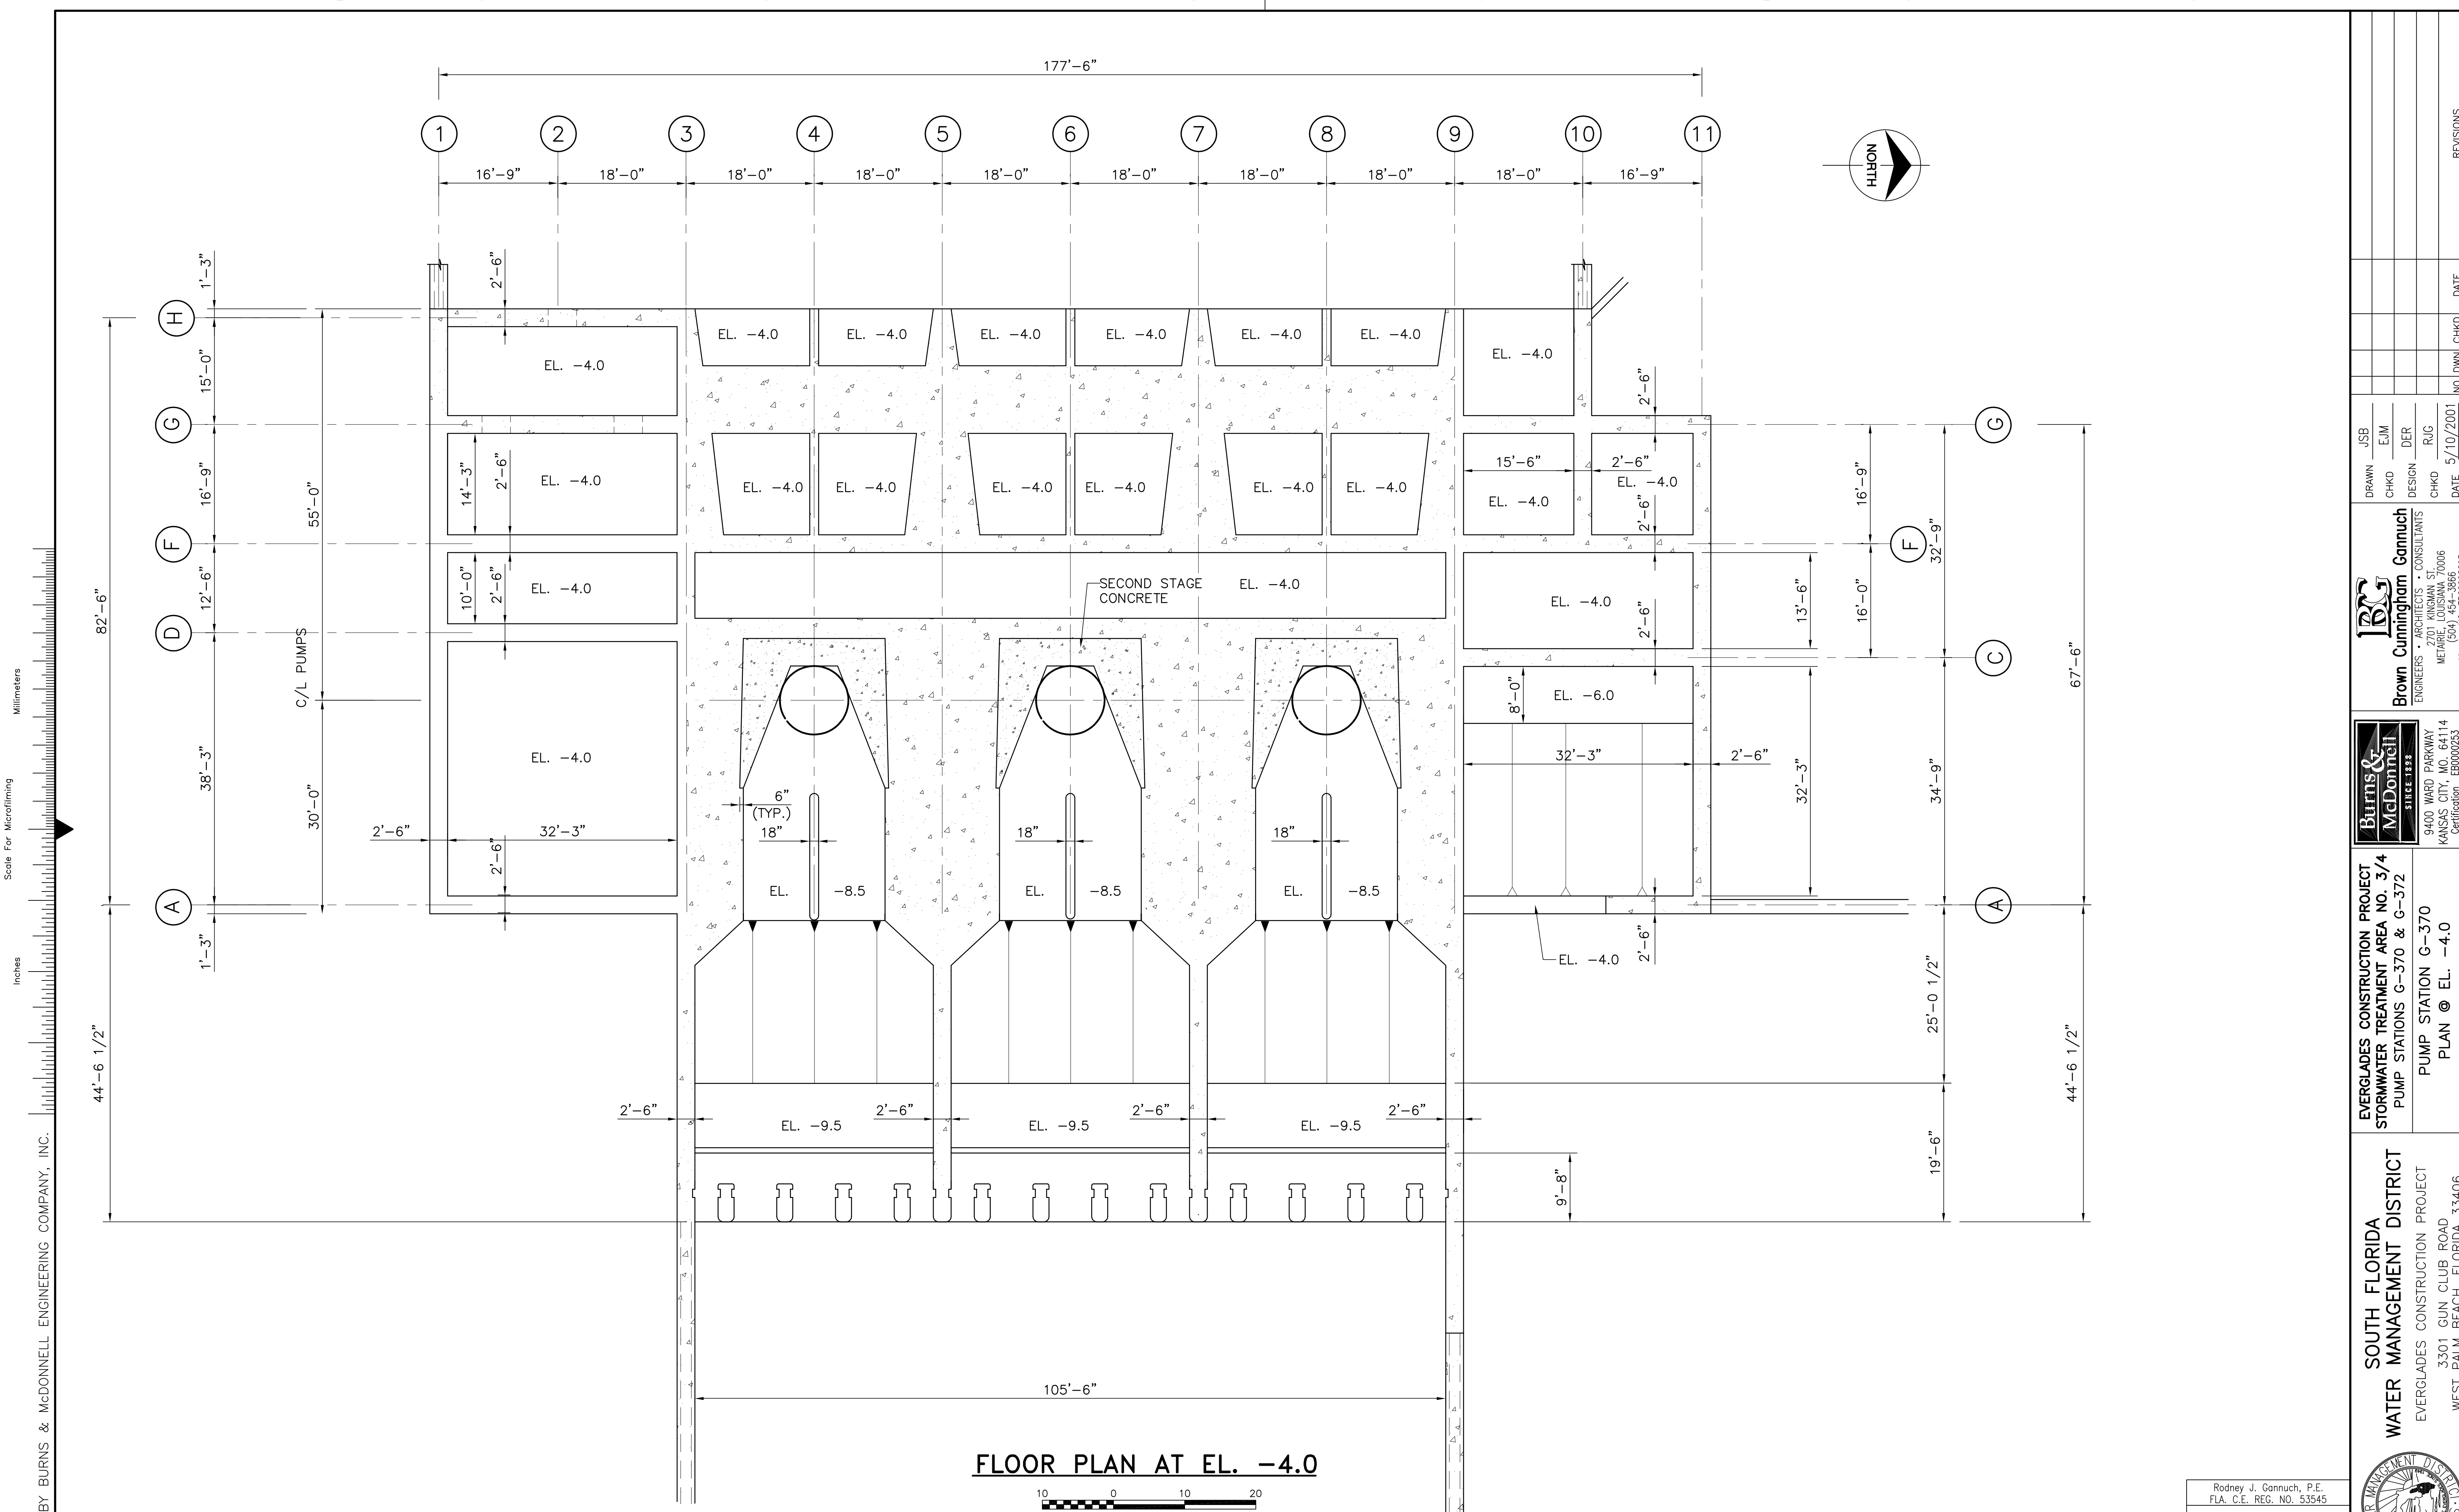 177'-6"
1
2
3
4
5
6
7
8
9
10
11
16'-9"
18'-0"
18'-0"
18'-0"
18'-0"
18'-0"
18'-0"
18'-0"
18'-0"
16'-9"
NORTH
H
G
F
D
A
G
F
C
A
1'-3"
15'-0"
16'-9"
12'-6"
38'-3"
1'-3"
82'-6"
44'-6 1/2"
55'-0"
C/L PUMPS
30'-0"
2'-6"
EL. -4.0
EL. -4.0
EL. -4.0
EL. -4.0
EL. -4.0
EL. -4.0
EL. -4.0
EL. -4.0
2'-6"
14'-3"
2'-6"
EL. -4.0
EL. -4.0
EL. -4.0
EL. -4.0
EL. -4.0
EL. -4.0
EL. -4.0
15'-6"
2'-6"
EL. -4.0
EL. -4.0
2'-6"
16'-9"
32'-9"
10'-0"
2'-6"
EL. -4.0
SECOND STAGE
CONCRETE
EL. -4.0
EL. -4.0
2'-6"
13'-6"
16'-0"
67'-6"
EL. -6.0
8'-0"
EL. -4.0
32'-3"
2'-6"
32'-3"
34'-9"
6"
(TYP.)
18"
18"
18"
2'-6"
32'-3"
2'-6"
EL. -8.5
EL. -8.5
EL. -8.5
EL. -4.0
2'-6"
25'-0 1/2"
44'-6 1/2"
19'-6"
9'-8"
2'-6"
2'-6"
2'-6"
2'-6"
EL. -9.5
EL. -9.5
EL. -9.5
105'-6"
FLOOR PLAN AT EL. -4.0
10 0 10 20
Millimeters
Scale For Microfilming
Inches
BY BURNS & McDONNELL ENGINEERING COMPANY, INC.
REVISIONS
DATE
CHKD
DWN
NO
DRAWN JSB
CHKD EJM
DESIGN DER
CHKD RJG
DATE 5/10/2001
BCG
Brown Cunningham Gannuch
ENGINEERS • ARCHITECTS • CONSULTANTS
2701 KINGMAN ST.
METAIRIE, LOUISIANA 70006
(504) 454-3866
Burns &
McDonnell
SINCE 1898
9400 WARD PARKWAY
KANSAS CITY, MO. 64114
Certification EB0000253
EVERGLADES CONSTRUCTION PROJECT
STORMWATER TREATMENT AREA NO. 3/4
PUMP STATIONS G-370 & G-372
PUMP STATION G-370
PLAN @ EL. -4.0
SOUTH FLORIDA
WATER MANAGEMENT DISTRICT
EVERGLADES CONSTRUCTION PROJECT
3301 GUN CLUB ROAD
WEST PALM BEACH, FLORIDA 33406
Rodney J. Gannuch, P.E.
FLA. C.E. REG. NO. 53545